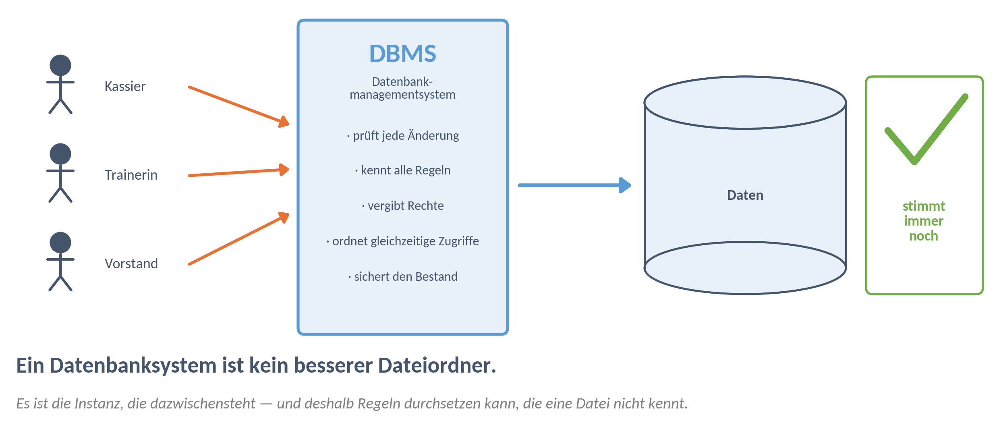 Kassier
Trainerin
Vorstand
DBMS
Datenbank-
managementsystem
· prüft jede Änderung
· kennt alle Regeln
· vergibt Rechte
· ordnet gleichzeitige Zugriffe
· sichert den Bestand
Daten
stimmt
immer
noch
Ein Datenbanksystem ist kein besserer Dateiordner.
Es ist die Instanz, die dazwischensteht — und deshalb Regeln durchsetzen kann, die eine Datei nicht kennt.